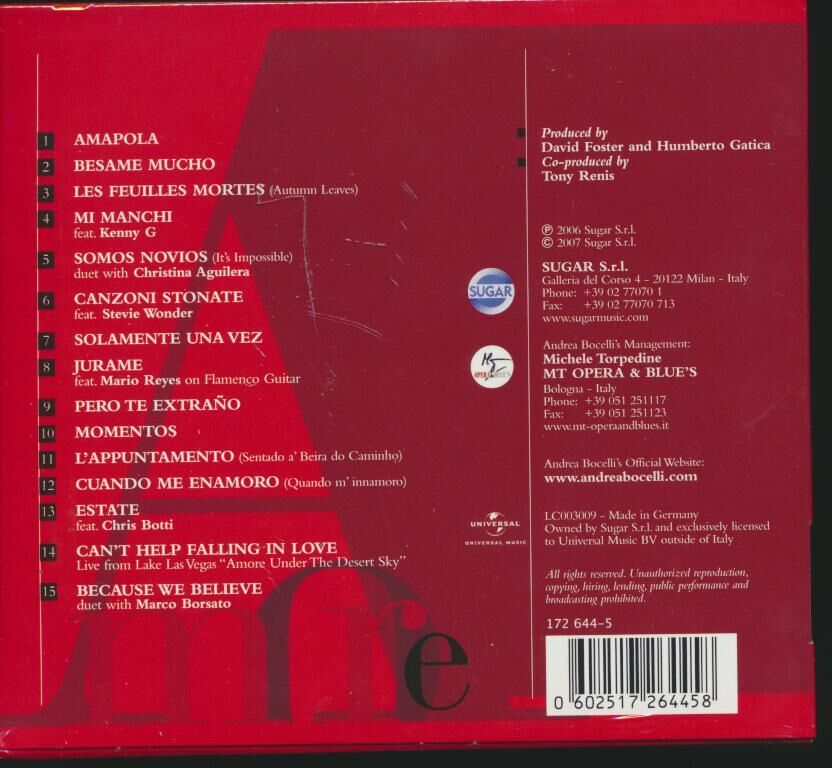 1 AMAPOLA
2 BESAME MUCHO
3 LES FEUILLES MORTES (Autumn Leaves)
4 MI MANCHI
feat. Kenny G
5 SOMOS NOVIOS (It's Impossible)
duet with Christina Aguilera
6 CANZONI STONATE
feat. Stevie Wonder
7 SOLAMENTE UNA VEZ
8 JURAME
feat. Mario Reyes on Flamenco Guitar
9 PERO TE EXTRAÑO
10 MOMENTOS
11 L'APPUNTAMENTO (Sentado a' Beira do Caminho)
12 CUANDO ME ENAMORO (Quando m' innamoro)
13 ESTATE
feat. Chris Botti
14 CAN'T HELP FALLING IN LOVE
Live from Lake Las Vegas "Amore Under The Desert Sky"
15 BECAUSE WE BELIEVE
duet with Marco Borsato
Amore
Produced by
David Foster and Humberto Gatica
Co-produced by
Tony Renis
℗ 2006 Sugar S.r.l.
© 2007 Sugar S.r.l.
SUGAR
SUGAR S.r.l.
Galleria del Corso 4 - 20122 Milan - Italy
Phone: +39 02 77070 1
Fax: +39 02 77070 713
www.sugarmusic.com
Andrea Bocelli's Management:
Michele Torpedine
MT OPERA & BLUE'S
Bologna - Italy
Phone: +39 051 251117
Fax: +39 051 251123
www.mt-operaandblues.it
MT
OPERA BLUE'S
Andrea Bocelli's Official Website:
www.andreabocelli.com
UNIVERSAL
UNIVERSAL MUSIC
LC003009 - Made in Germany
Owned by Sugar S.r.l. and exclusively licensed
to Universal Music BV outside of Italy
All rights reserved. Unauthorized reproduction,
copying, hiring, lending, public performance and
broadcasting prohibited.
172 644-5
0 602517 264458